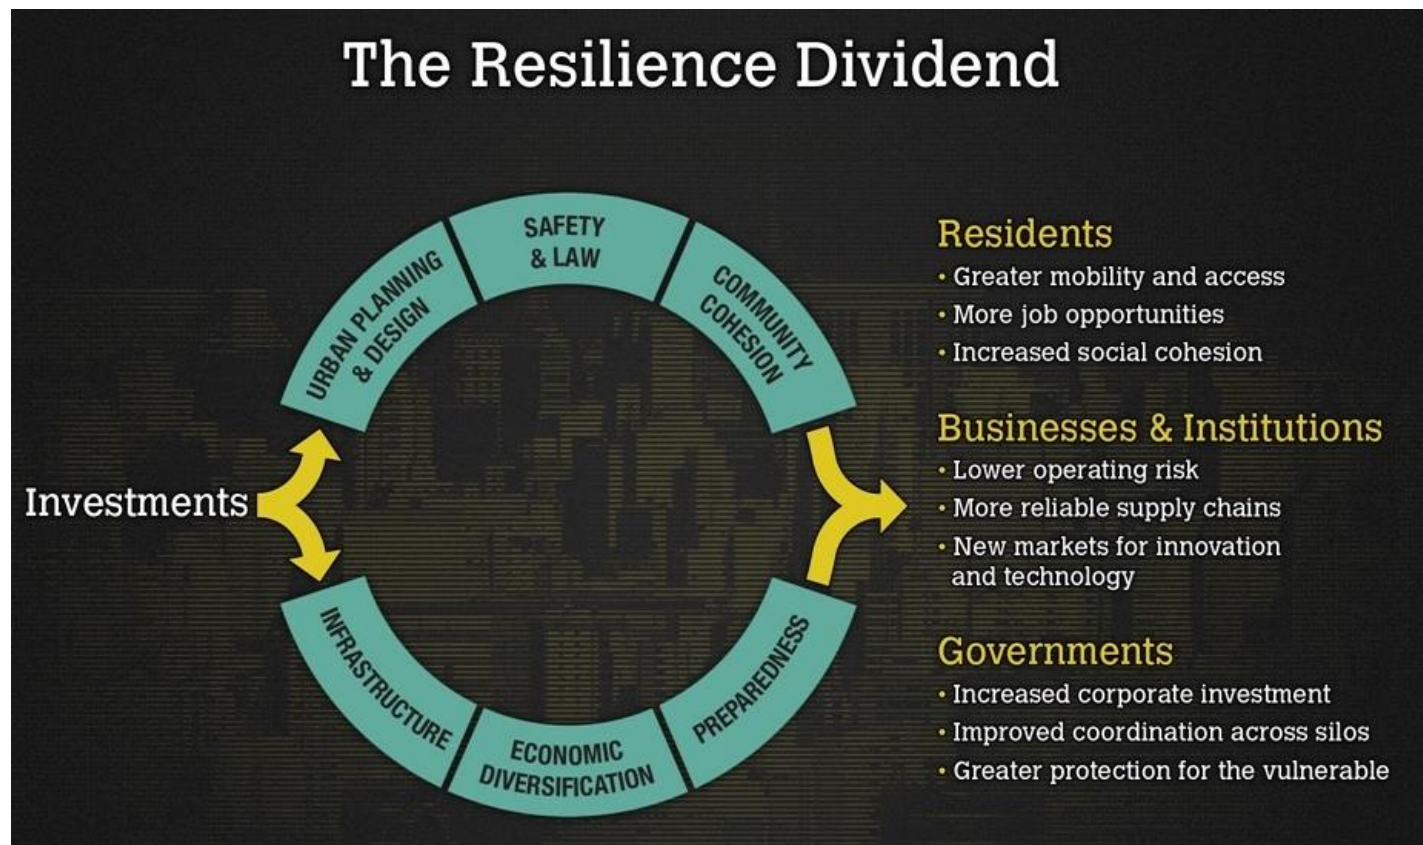 The Resilience Dividend
Investments
URBAN PLANNING
& DESIGN
SAFETY
& LAW
COMMUNITY
COHESION
INFRASTRUCTURE
ECONOMIC
DIVERSIFICATION
PREPAREDNESS
Residents
• Greater mobility and access
• More job opportunities
• Increased social cohesion
Businesses & Institutions
• Lower operating risk
• More reliable supply chains
• New markets for innovation
and technology
Governments
• Increased corporate investment
• Improved coordination across silos
• Greater protection for the vulnerable